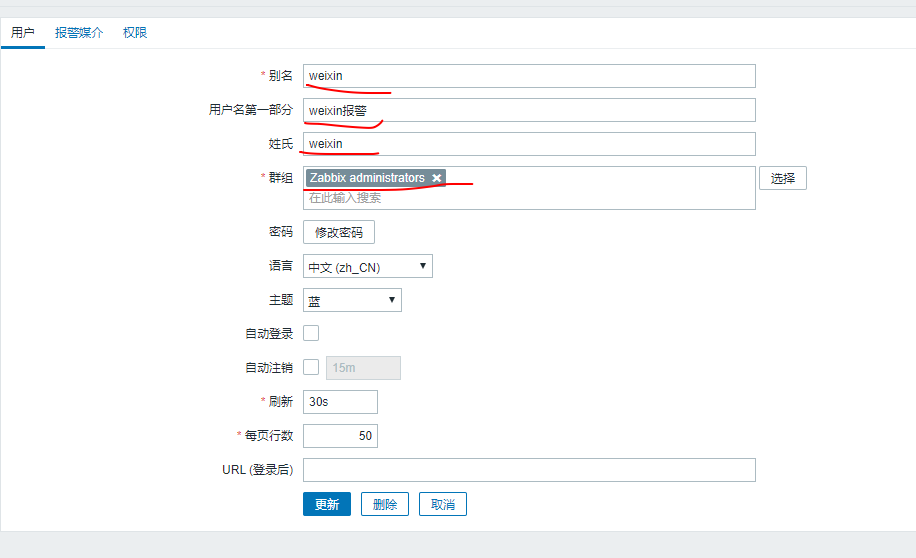 用户 报警媒介 权限
* 别名 weixin
用户名第一部分 weixin报警
姓氏 weixin
* 群组 Zabbix administrators 选择
在此输入搜索
密码 修改密码
语言 中文 (zh_CN)
主题 蓝
自动登录
自动注销 15m
* 刷新 30s
* 每页行数 50
URL (登录后)
更新 删除 取消